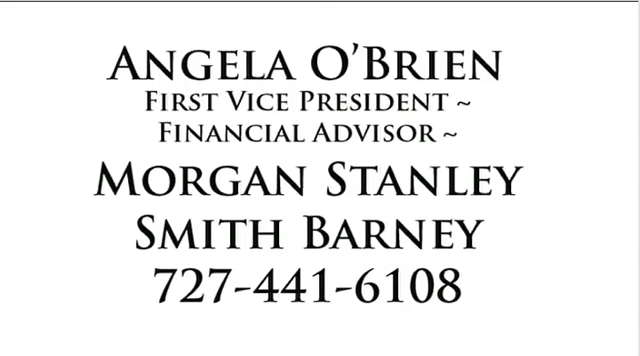 ANGELA O'BRIEN
FIRST VICE PRESIDENT ~
FINANCIAL ADVISOR ~
MORGAN STANLEY
SMITH BARNEY
727-441-6108